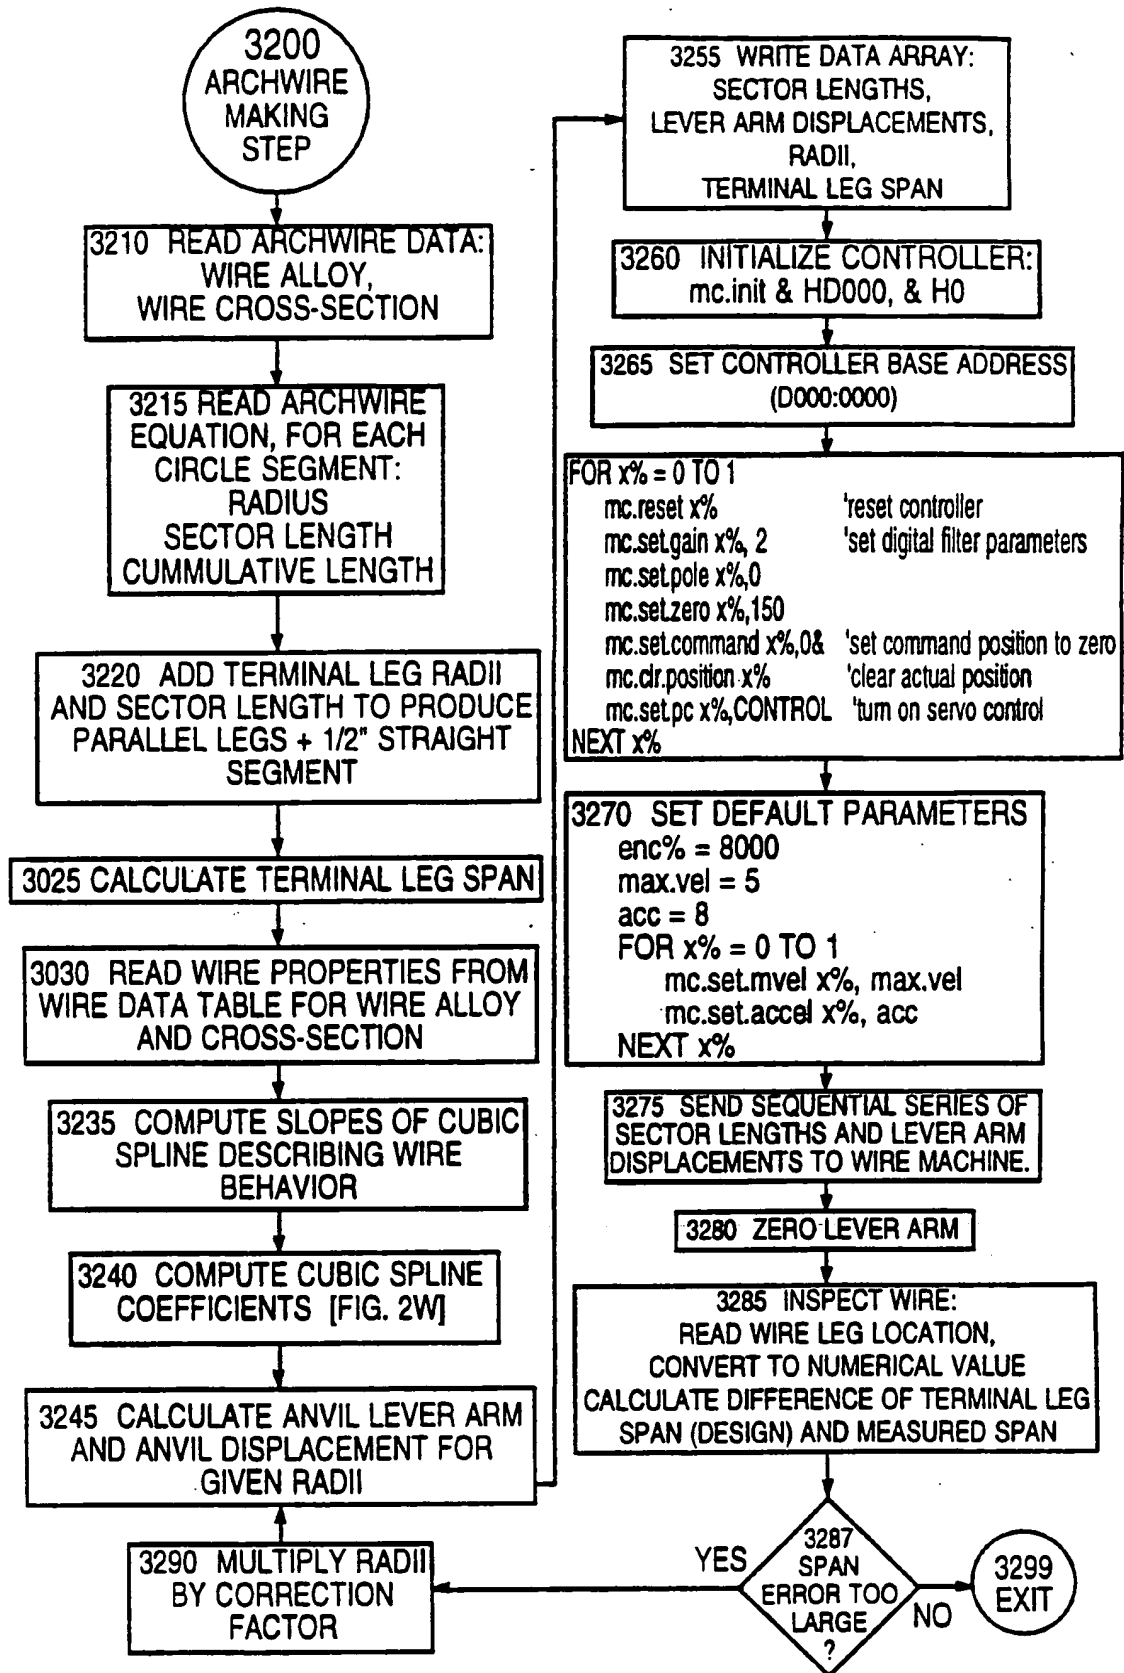 3200
ARCHWIRE
MAKING
STEP
3210 READ ARCHWIRE DATA:
WIRE ALLOY,
WIRE CROSS-SECTION
3215 READ ARCHWIRE
EQUATION, FOR EACH
CIRCLE SEGMENT:
RADIUS
SECTOR LENGTH
CUMMULATIVE LENGTH
3220 ADD TERMINAL LEG RADII
AND SECTOR LENGTH TO PRODUCE
PARALLEL LEGS + 1/2" STRAIGHT
SEGMENT
3025 CALCULATE TERMINAL LEG SPAN
3030 READ WIRE PROPERTIES FROM
WIRE DATA TABLE FOR WIRE ALLOY
AND CROSS-SECTION
3235 COMPUTE SLOPES OF CUBIC
SPLINE DESCRIBING WIRE
BEHAVIOR
3240 COMPUTE CUBIC SPLINE
COEFFICIENTS [FIG. 2W]
3245 CALCULATE ANVIL LEVER ARM
AND ANVIL DISPLACEMENT FOR
GIVEN RADII
3290 MULTIPLY RADII
BY CORRECTION
FACTOR
3255 WRITE DATA ARRAY:
SECTOR LENGTHS,
LEVER ARM DISPLACEMENTS,
RADII,
TERMINAL LEG SPAN
3260 INITIALIZE CONTROLLER:
mc.init & HD000, & H0
3265 SET CONTROLLER BASE ADDRESS
(D000:0000)
FOR x% = 0 TO 1
mc.reset x% 'reset controller
mc.set.gain x%, 2 'set digital filter parameters
mc.set.pole x%,0
mc.set.zero x%,150
mc.set.command x%,0& 'set command position to zero
mc.clr.position x% 'clear actual position
mc.set.pc x%,CONTROL 'turn on servo control
NEXT x%
3270 SET DEFAULT PARAMETERS
enc% = 8000
max.vel = 5
acc = 8
FOR x% = 0 TO 1
mc.set.mvel x%, max.vel
mc.set.accel x%, acc
NEXT x%
3275 SEND SEQUENTIAL SERIES OF
SECTOR LENGTHS AND LEVER ARM
DISPLACEMENTS TO WIRE MACHINE.
3280 ZERO LEVER ARM
3285 INSPECT WIRE:
READ WIRE LEG LOCATION,
CONVERT TO NUMERICAL VALUE
CALCULATE DIFFERENCE OF TERMINAL LEG
SPAN (DESIGN) AND MEASURED SPAN
3287
SPAN
ERROR TOO
LARGE
?
YES
NO
3299
EXIT